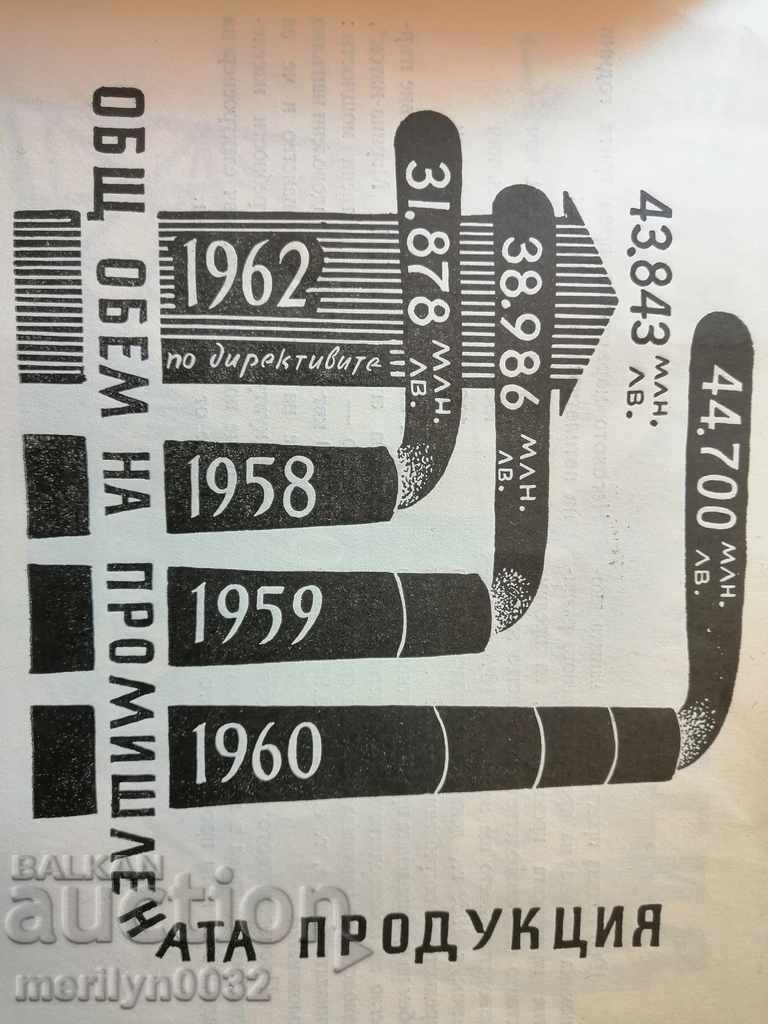 ОБЩ ОБЕМ НА ПРОМИШЛЕНАТА ПРОДУКЦИЯ
1962
по директивите
43.843 млн. лв.
1958
31.878 млн. лв.
1959
38.986 млн. лв.
1960
44.700 млн. лв.
BALKAN
auction
merilyn0032